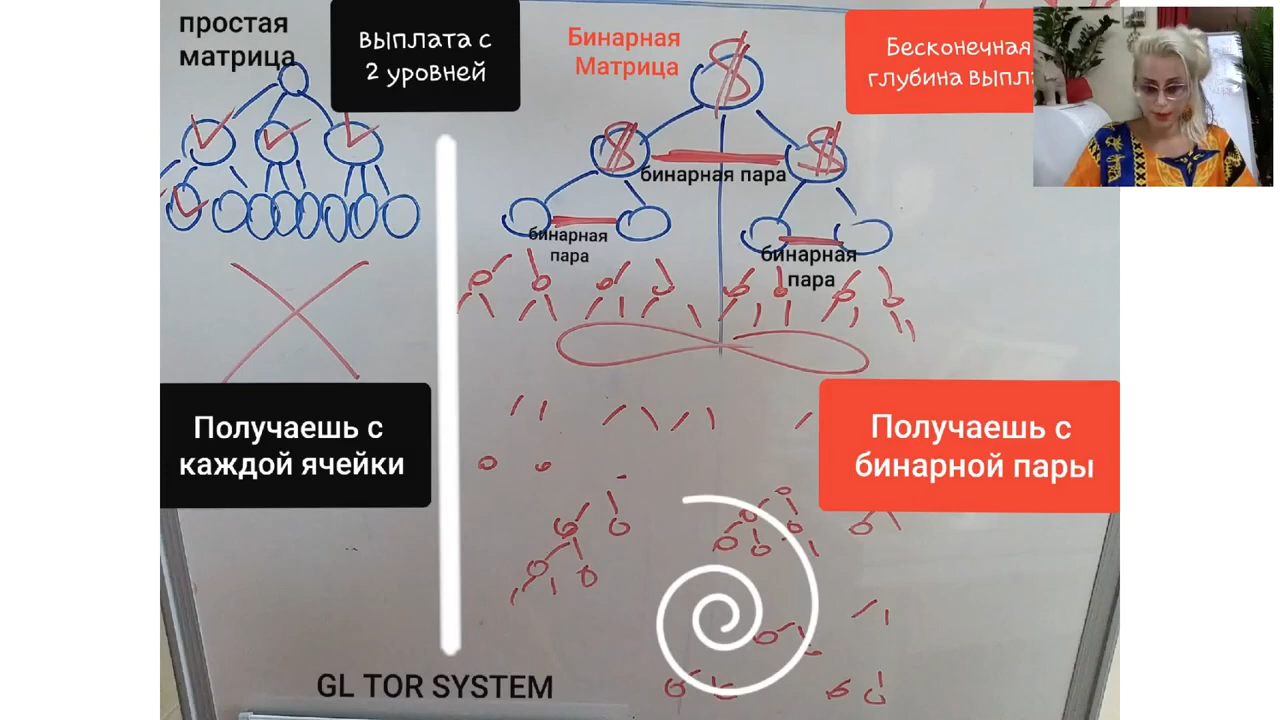 простая
матрица
выплата с
2 уровней
Бинарная
Матрица
Бесконечная
глубина выпл
$
$
$
бинарная пара
бинарная
пара
бинарная
пара
Получаешь с
каждой ячейки
Получаешь с
бинарной пары
GL TOR SYSTEM